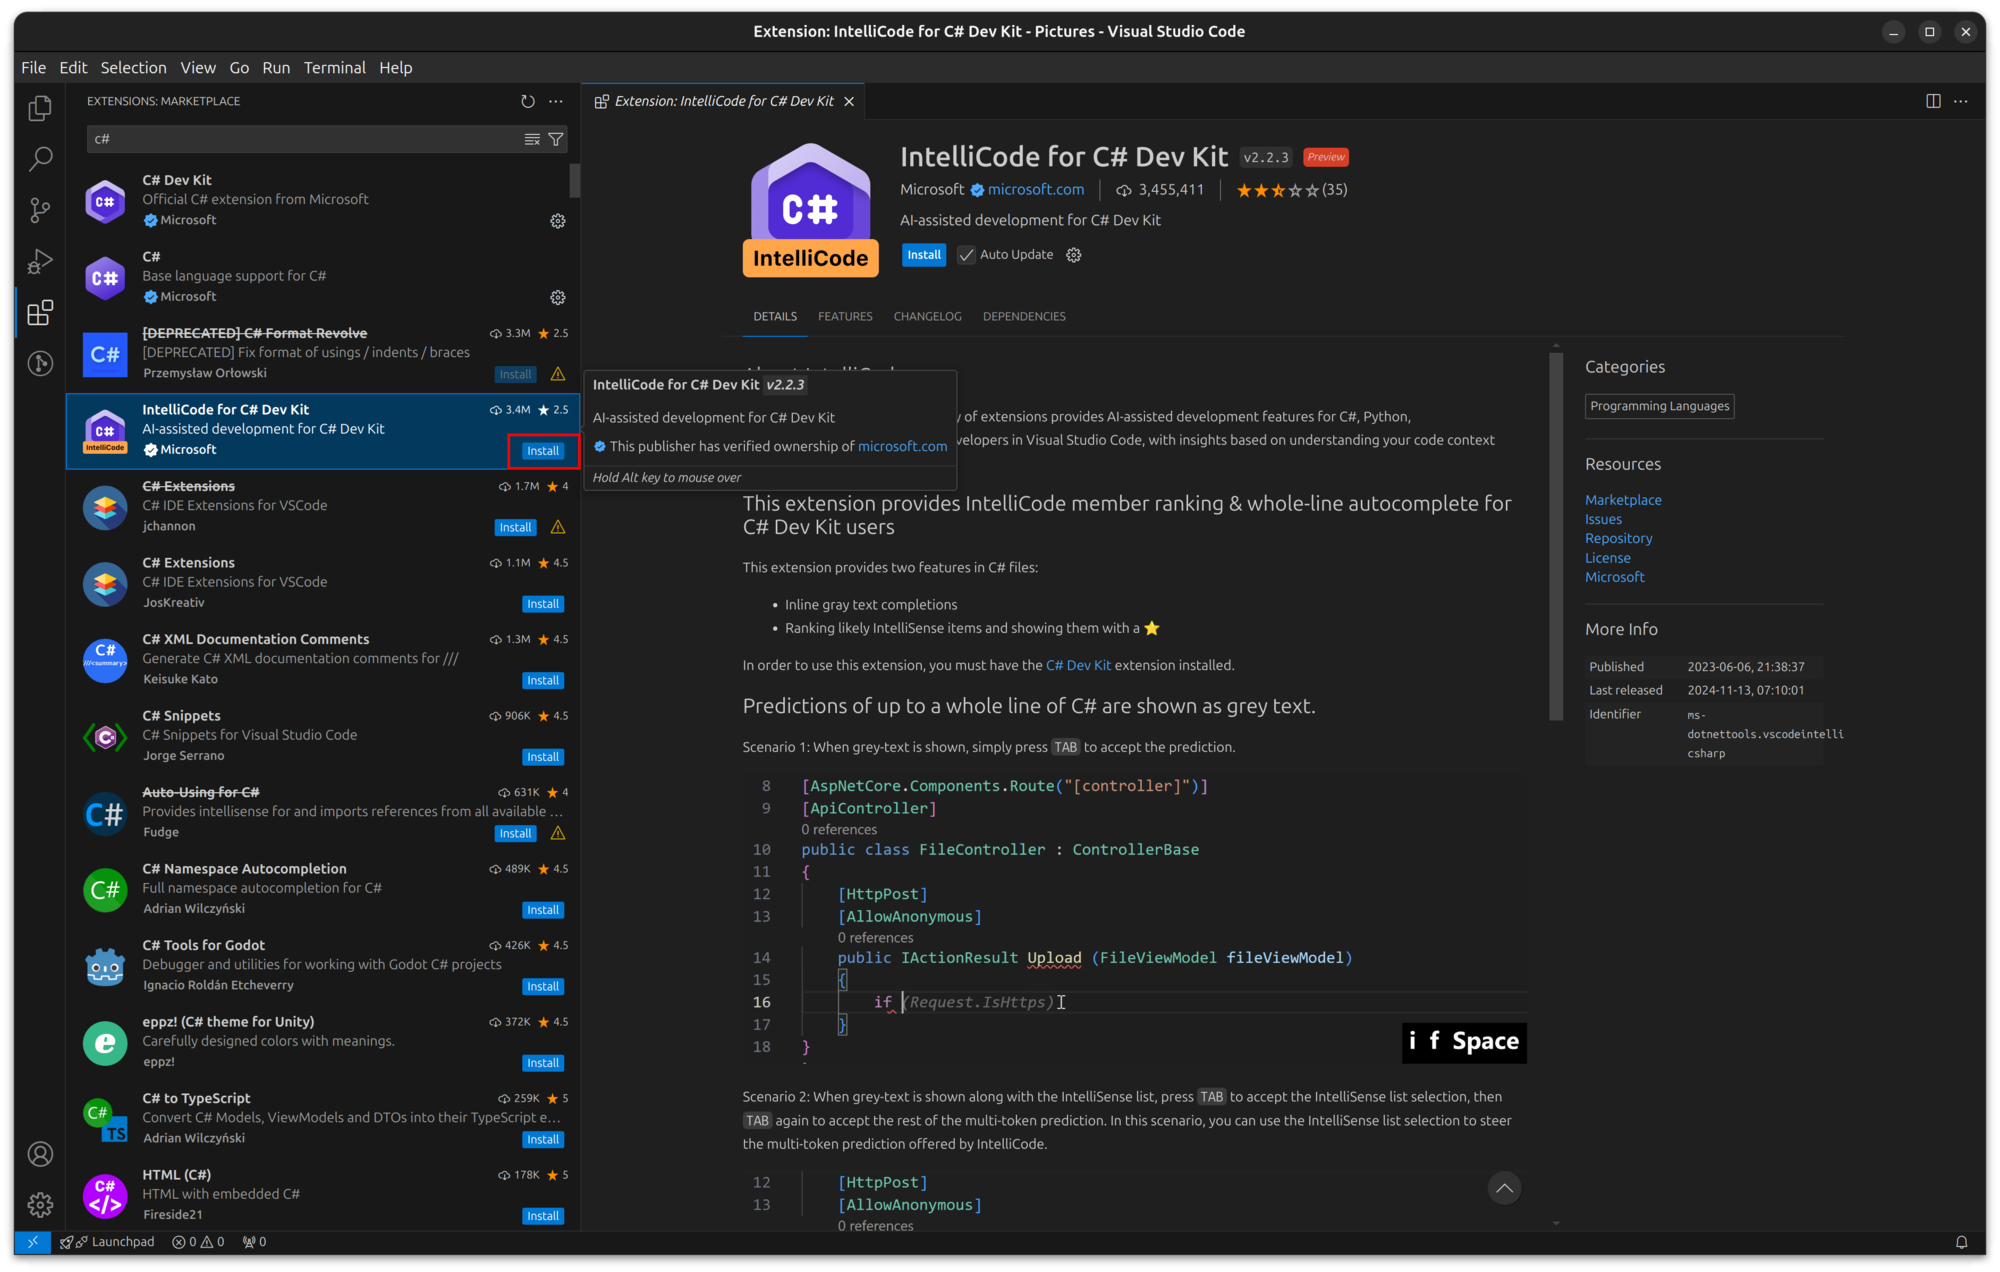 Extension: IntelliCode for C# Dev Kit - Pictures - Visual Studio Code
File Edit Selection View Go Run Terminal Help
EXTENSIONS: MARKETPLACE
c#
C# Dev Kit
Official C# extension from Microsoft
Microsoft
C#
Base language support for C#
Microsoft
[DEPRECATED] C# Format Revolve 3.3M 2.5
[DEPRECATED] Fix format of usings / indents / braces
Przemysław Orłowski Install
IntelliCode for C# Dev Kit 3.4M 2.5
AI-assisted development for C# Dev Kit
Microsoft Install
C# Extensions 1.7M 4
C# IDE Extensions for VSCode
jchannon Install
C# Extensions 1.1M 4.5
C# IDE Extensions for VSCode
JosKreativ Install
C# XML Documentation Comments 1.3M 4.5
Generate C# XML documentation comments for ///
Keisuke Kato Install
C# Snippets 906K 4.5
C# Snippets for Visual Studio Code
Jorge Serrano Install
Auto-Using for C# 631K 4
Provides intellisense for and imports references from all available ...
Fudge Install
C# Namespace Autocompletion 489K 4.5
Full namespace autocompletion for C#
Adrian Wilczyński Install
C# Tools for Godot 426K 4.5
Debugger and utilities for working with Godot C# projects
Ignacio Roldán Etcheverry Install
eppz! (C# theme for Unity) 372K 4.5
Carefully designed colors with meanings.
eppz! Install
C# to TypeScript 259K 5
Convert C# Models, ViewModels and DTOs into their TypeScript e...
Adrian Wilczyński Install
HTML (C#) 178K 5
HTML with embedded C#
Fireside21 Install
C#
C#
C#
C#
IntelliCode
C#
///<summary>
C
C#
C#
e
C#
TS
C#
</>
Extension: IntelliCode for C# Dev Kit
C#
IntelliCode
IntelliCode for C# Dev Kit v2.2.3 Preview
Microsoft microsoft.com 3,455,411 (35)
AI-assisted development for C# Dev Kit
Install Auto Update
DETAILS FEATURES CHANGELOG DEPENDENCIES
IntelliCode for C# Dev Kit v2.2.3
AI-assisted development for C# Dev Kit
This publisher has verified ownership of microsoft.com
Hold Alt key to mouse over
y of extensions provides AI-assisted development features for C#, Python,
velopers in Visual Studio Code, with insights based on understanding your code context
This extension provides IntelliCode member ranking & whole-line autocomplete for
C# Dev Kit users
This extension provides two features in C# files:
• Inline gray text completions
• Ranking likely IntelliSense items and showing them with a ⭐
In order to use this extension, you must have the C# Dev Kit extension installed.
Predictions of up to a whole line of C# are shown as grey text.
Scenario 1: When grey-text is shown, simply press TAB to accept the prediction.
8 [AspNetCore.Components.Route("[controller]")]
9 [ApiController]
0 references
10 public class FileController : ControllerBase
11 {
12 [HttpPost]
13 [AllowAnonymous]
0 references
14 public IActionResult Upload (FileViewModel fileViewModel)
15 {
16 if (Request.IsHttps)
17 }
18 }
i f Space
Scenario 2: When grey-text is shown along with the IntelliSense list, press TAB to accept the IntelliSense list selection, then
TAB again to accept the rest of the multi-token prediction. In this scenario, you can use the IntelliSense list selection to steer
the multi-token prediction offered by IntelliCode.
12 [HttpPost]
13 [AllowAnonymous]
0 references
Categories
Programming Languages
Resources
Marketplace
Issues
Repository
License
Microsoft
More Info
Published 2023-06-06, 21:38:37
Last released 2024-11-13, 07:10:01
Identifier ms-
dotnettools.vscodeintelli
csharp
Launchpad 0 0 0